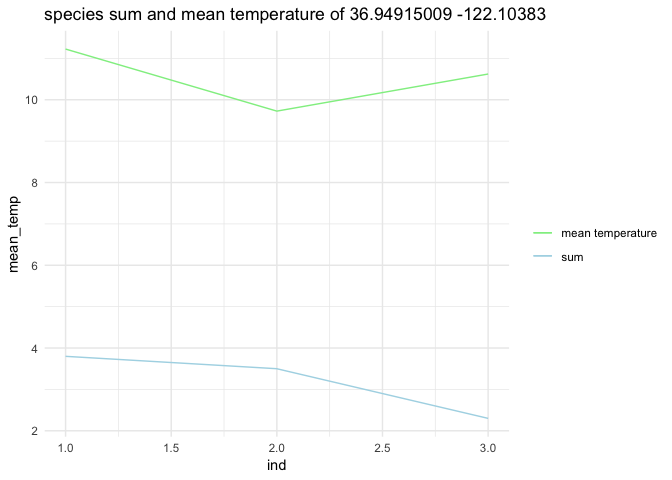 species sum and mean temperature of 36.94915009 -122.10383
10
8
6
4
2
mean_temp
1.0 1.5 2.0 2.5 3.0
ind
mean temperature
sum